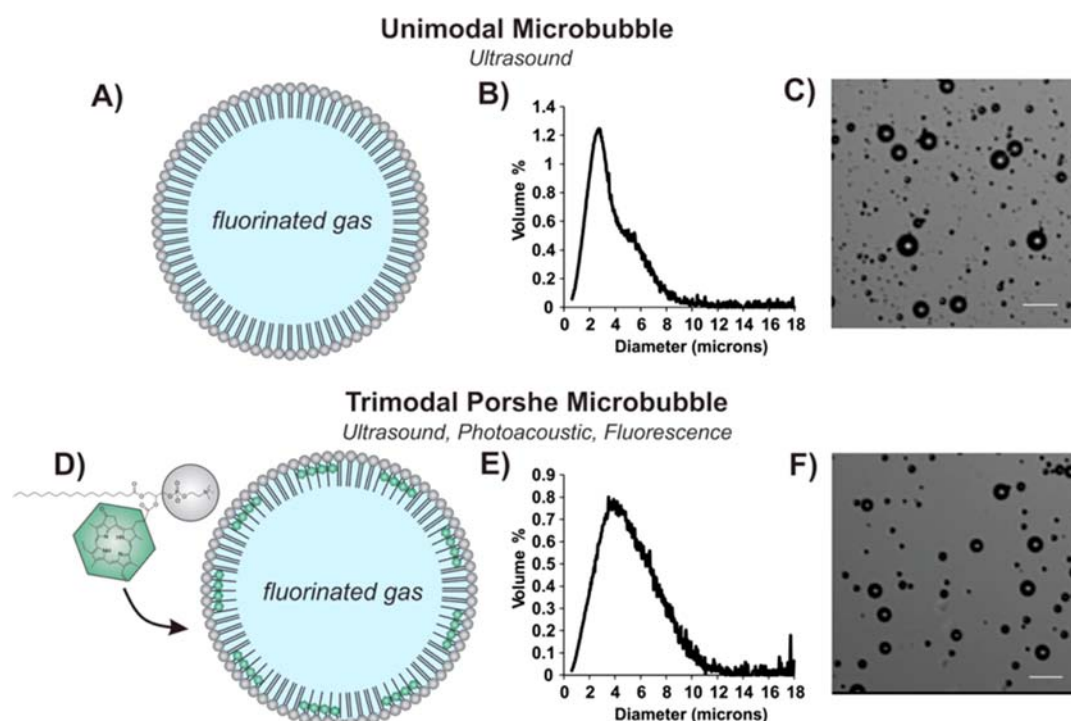 Unimodal Microbubble
Ultrasound
A)
fluorinated gas
B)
Volume %
1.4
1.2
1
0.8
0.6
0.4
0.2
0
0 2 4 6 8 10 12 14 16 18
Diameter (microns)
C)
Trimodal Porshe Microbubble
Ultrasound, Photoacoustic, Fluorescence
D)
fluorinated gas
E)
Volume %
0.9
0.8
0.7
0.6
0.5
0.4
0.3
0.2
0.1
0
0 2 4 6 8 10 12 14 16 18
Diameter (microns)
F)